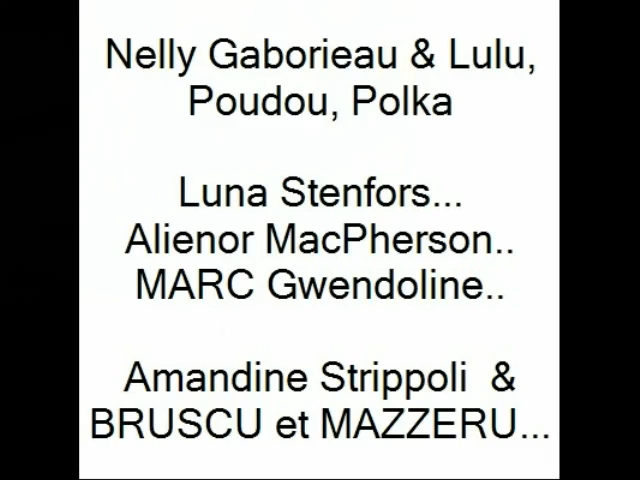 Nelly Gaborieau & Lulu,
Poudou, Polka
Luna Stenfors...
Alienor MacPherson..
MARC Gwendoline..
Amandine Strippoli &
BRUSCU et MAZZERU...